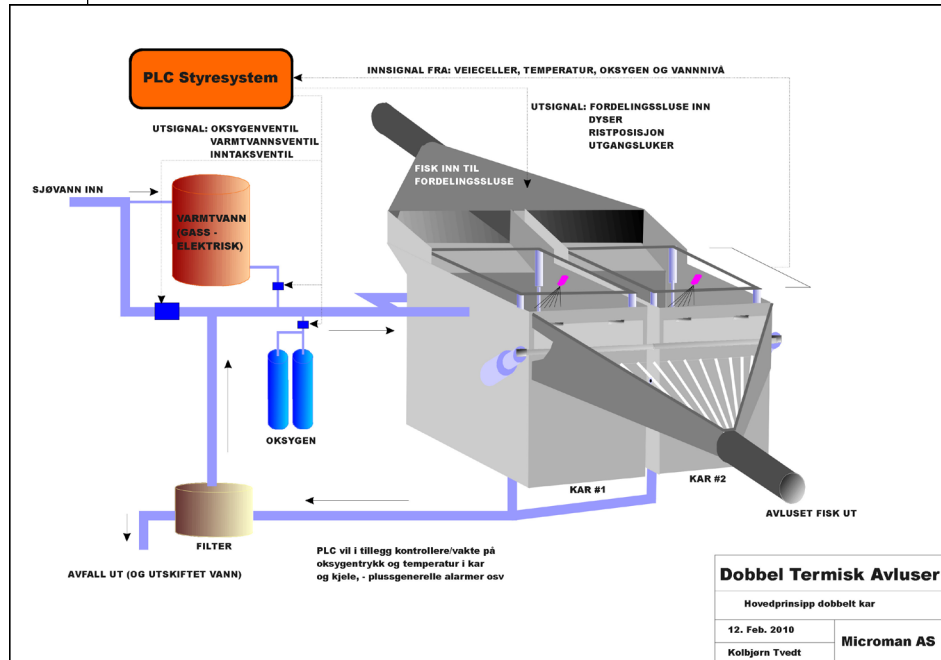 PLC Styresystem
INNSIGNAL FRA: VEIECELLER, TEMPERATUR, OKSYGEN OG VANNNIVÅ
UTSIGNAL: FORDELINGSSLUSE INN
DYSER
RISTPOSISJON
UTGANGSLUKER
UTSIGNAL: OKSYGENVENTIL
VARMTVANNSVENTIL
INNTAKSVENTIL
FISK INN TIL
FORDELINGSSLUSE
SJØVANN INN
VARMTVANN
(GASS -
ELEKTRISK)
OKSYGEN
KAR #1
KAR #2
AVLUSET FISK UT
FILTER
AVFALL UT (OG UTSKIFTET VANN)
PLC vil i tillegg kontrollere/vakte på
oksygentrykk og temperatur i kar
og kjele, - plussgenerelle alarmer osv
Dobbel Termisk Avluser
Hovedprinsipp dobbelt kar
12. Feb. 2010
Kolbjørn Tvedt
Microman AS